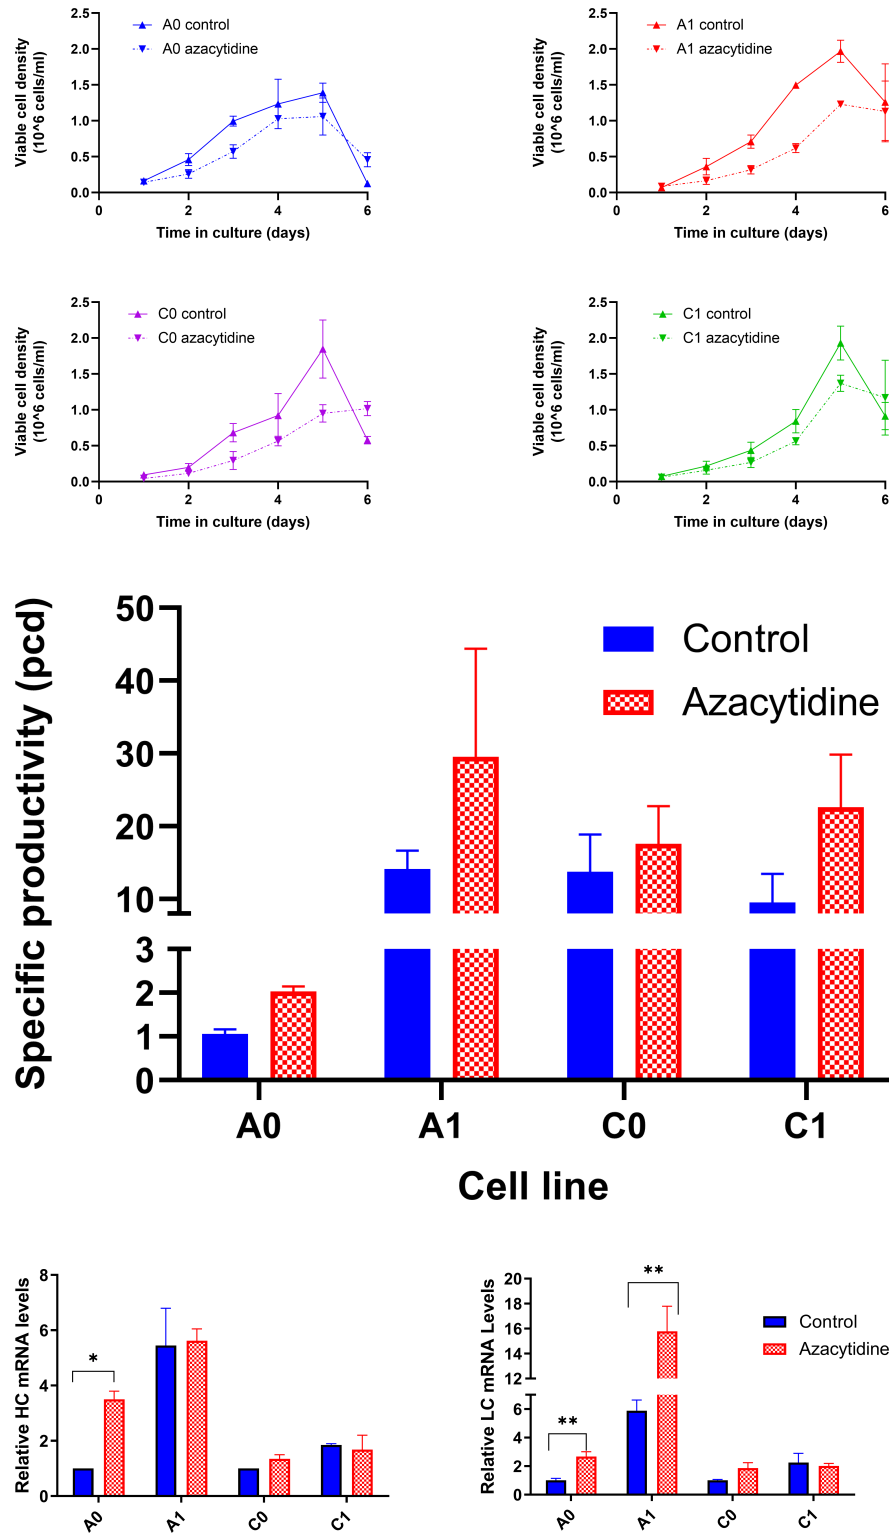 Viable cell density
(10^6 cells/ml)
2.5
2.0
1.5
1.0
0.5
0.0
0
2
4
6
Time in culture (days)
A0 control
A0 azacytidine
Viable cell density
(10^6 cells/ml)
2.5
2.0
1.5
1.0
0.5
0.0
0
2
4
6
Time in culture (days)
A1 control
A1 azacytidine
Viable cell density
(10^6 cells/ml)
2.5
2.0
1.5
1.0
0.5
0.0
0
2
4
6
Time in culture (days)
C0 control
C0 azacytidine
Viable cell density
(10^6 cells/ml)
2.5
2.0
1.5
1.0
0.5
0.0
0
2
4
6
Time in culture (days)
C1 control
C1 azacytidine
Specific productivity (pcd)
50
40
30
20
10
3
2
1
0
Control
Azacytidine
A0
A1
C0
C1
Cell line
Relative HC mRNA levels
8
6
4
2
0
*
A0
A1
C0
C1
Relative LC mRNA Levels
20
18
16
14
12
6
4
2
0
**
**
A0
A1
C0
C1
Control
Azacytidine